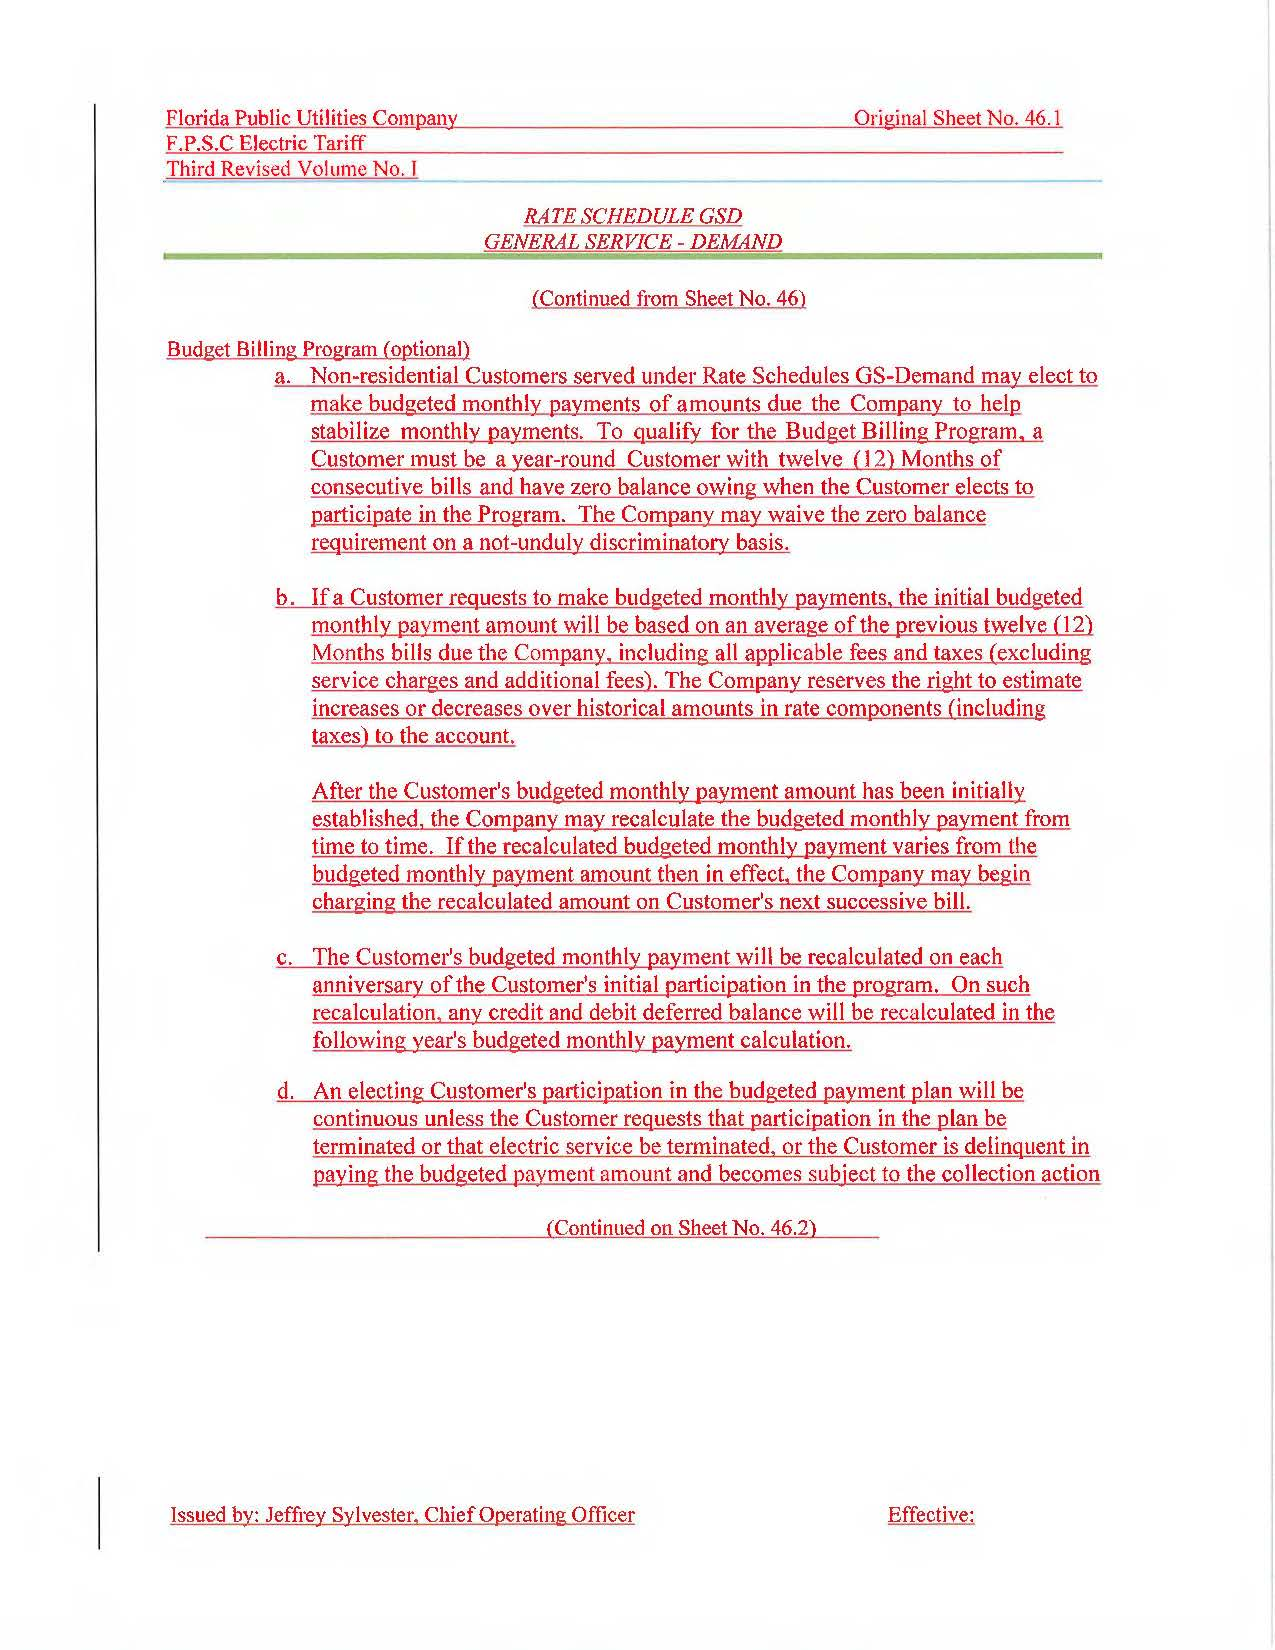 Florida Public Utilities Company Original Sheet No. 46.1
F.P.S.C Electric Tariff
Third Revised Volume No. I
RATE SCHEDULE GSD
GENERAL SERVICE - DEMAND
(Continued from Sheet No. 46)
Budget Billing Program (optional)
a. Non-residential Customers served under Rate Schedules GS-Demand may elect to
make budgeted monthly payments of amounts due the Company to help
stabilize monthly payments. To qualify for the Budget Billing Program, a
Customer must be a year-round Customer with twelve (12) Months of
consecutive bills and have zero balance owing when the Customer elects to
participate in the Program. The Company may waive the zero balance
requirement on a not-unduly discriminatory basis.
b. If a Customer requests to make budgeted monthly payments, the initial budgeted
monthly payment amount will be based on an average of the previous twelve (12)
Months bills due the Company, including all applicable fees and taxes (excluding
service charges and additional fees). The Company reserves the right to estimate
increases or decreases over historical amounts in rate components (including
taxes) to the account.
After the Customer's budgeted monthly payment amount has been initially
established, the Company may recalculate the budgeted monthly payment from
time to time. If the recalculated budgeted monthly payment varies from the
budgeted monthly payment amount then in effect, the Company may begin
charging the recalculated amount on Customer's next successive bill.
c. The Customer's budgeted monthly payment will be recalculated on each
anniversary of the Customer's initial participation in the program. On such
recalculation, any credit and debit deferred balance will be recalculated in the
following year's budgeted monthly payment calculation.
d. An electing Customer's participation in the budgeted payment plan will be
continuous unless the Customer requests that participation in the plan be
terminated or that electric service be terminated, or the Customer is delinquent in
paying the budgeted payment amount and becomes subject to the collection action
(Continued on Sheet No. 46.2)
Issued by: Jeffrey Sylvester, Chief Operating Officer Effective: